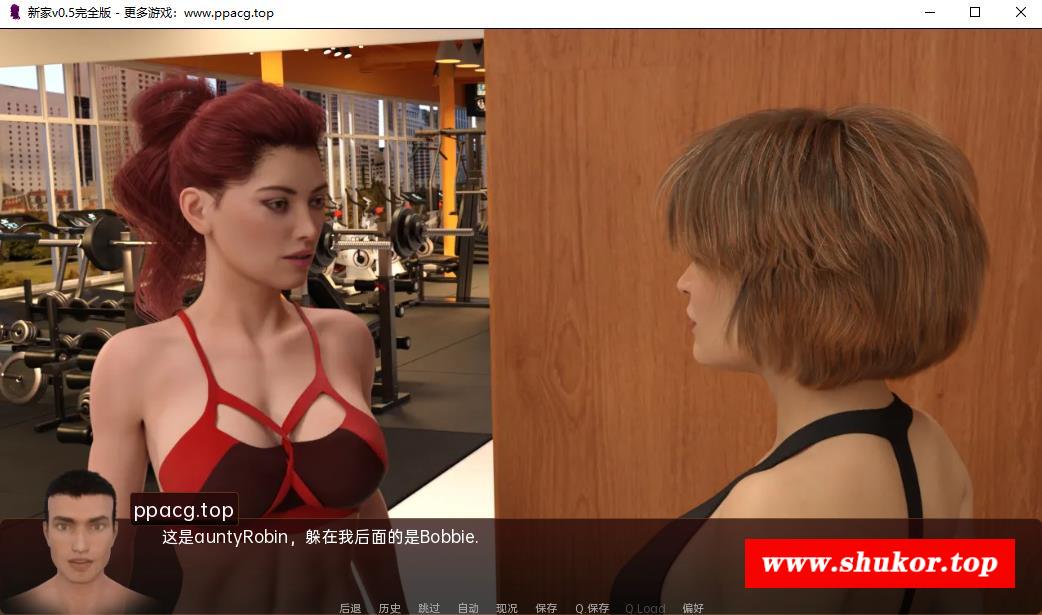 新家v0.5完全版 - 更多游戏：www.ppacg.top
ppacg.top
这是auntyRobin，躲在我后面的是Bobbie.
www.shukor.top
后退 历史 跳过 自动 现况 保存 Q.保存 Q.Load 偏好